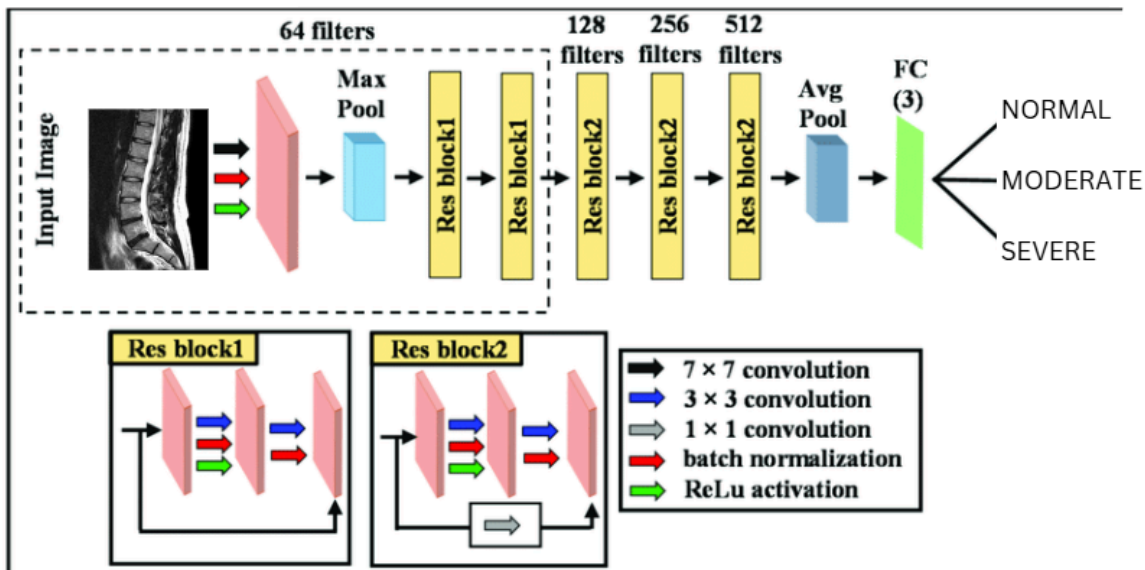 64 filters
128
filters
256
filters
512
filters
Input Image
Max
Pool
Res block1
Res block1
Res block2
Res block2
Res block2
Avg
Pool
FC
(3)
NORMAL
MODERATE
SEVERE
Res block1
Res block2
7 × 7 convolution
3 × 3 convolution
1 × 1 convolution
batch normalization
ReLu activation